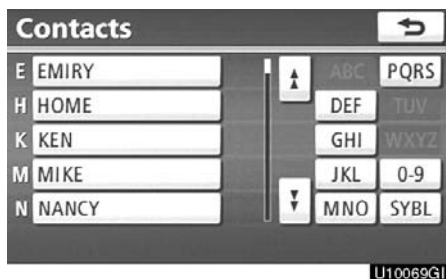 Contacts
E EMIRY ABC PQRS
H HOME DEF TUV
K KEN GHI WXYZ
M MIKE JKL 0-9
N NANCY MNO SYBL
U10069GI